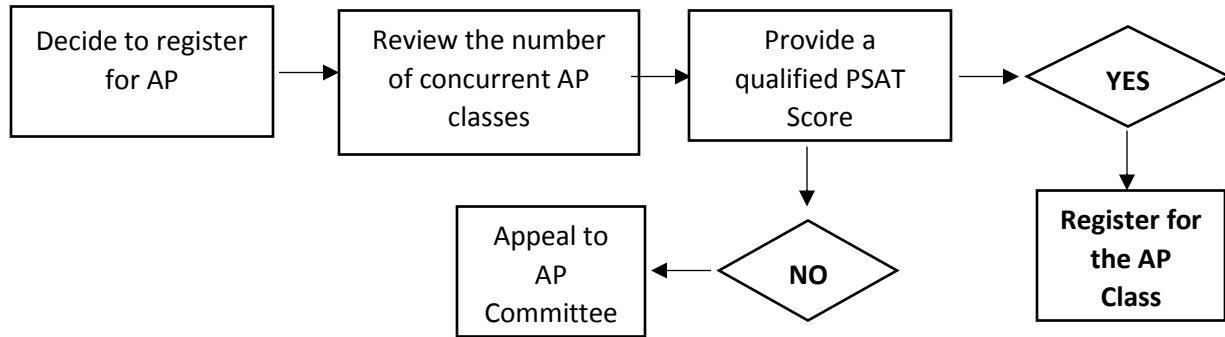 Decide to register
for AP
Review the number
of concurrent AP
classes
Provide a
qualified PSAT
Score
YES
Register for
the AP
Class
NO
Appeal to
AP
Committee